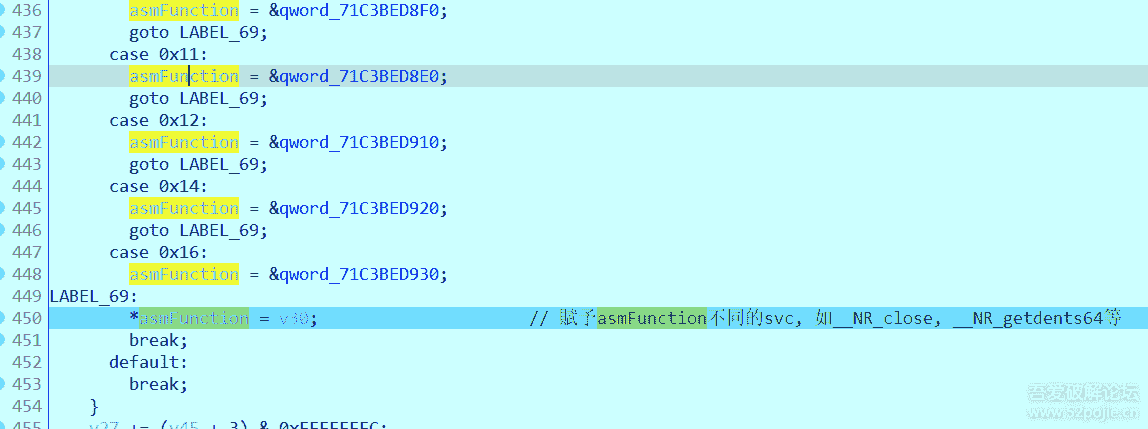 436 asmFunction = &qword_71C3BED8F0;
437 goto LABEL_69;
438 case 0x11:
439 asmFunction = &qword_71C3BED8E0;
440 goto LABEL_69;
441 case 0x12:
442 asmFunction = &qword_71C3BED910;
443 goto LABEL_69;
444 case 0x14:
445 asmFunction = &qword_71C3BED920;
446 goto LABEL_69;
447 case 0x16:
448 asmFunction = &qword_71C3BED930;
449 LABEL_69:
450 *asmFunction = v30; // 赋予asmFunction不同的svc, 如__NR_close, __NR_getdents64等
451 break;
452 default:
453 break;
454 }
455 v27 += (v45 + 3) & 0xFFFFFFFC;
吾爱破解论坛
www.52pojie.cn